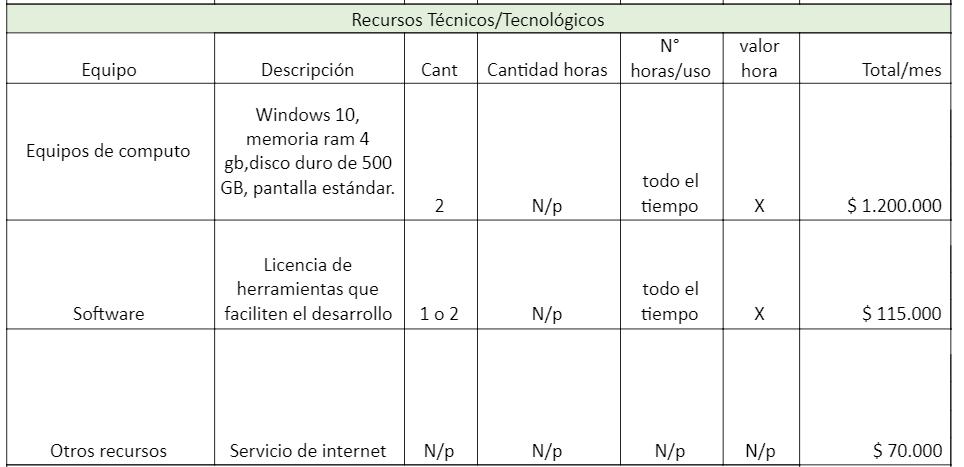 Recursos Técnicos/Tecnológicos
Equipo Descripción Cant Cantidad horas N° horas/uso valor hora Total/mes
Equipos de computo
Windows 10,
memoria ram 4
gb,disco duro de 500
GB, pantalla estándar.
2 N/p todo el tiempo X $ 1.200.000
Software
Licencia de
herramientas que
faciliten el desarrollo
1 o 2 N/p todo el tiempo X $ 115.000
Otros recursos Servicio de internet N/p N/p N/p N/p $ 70.000